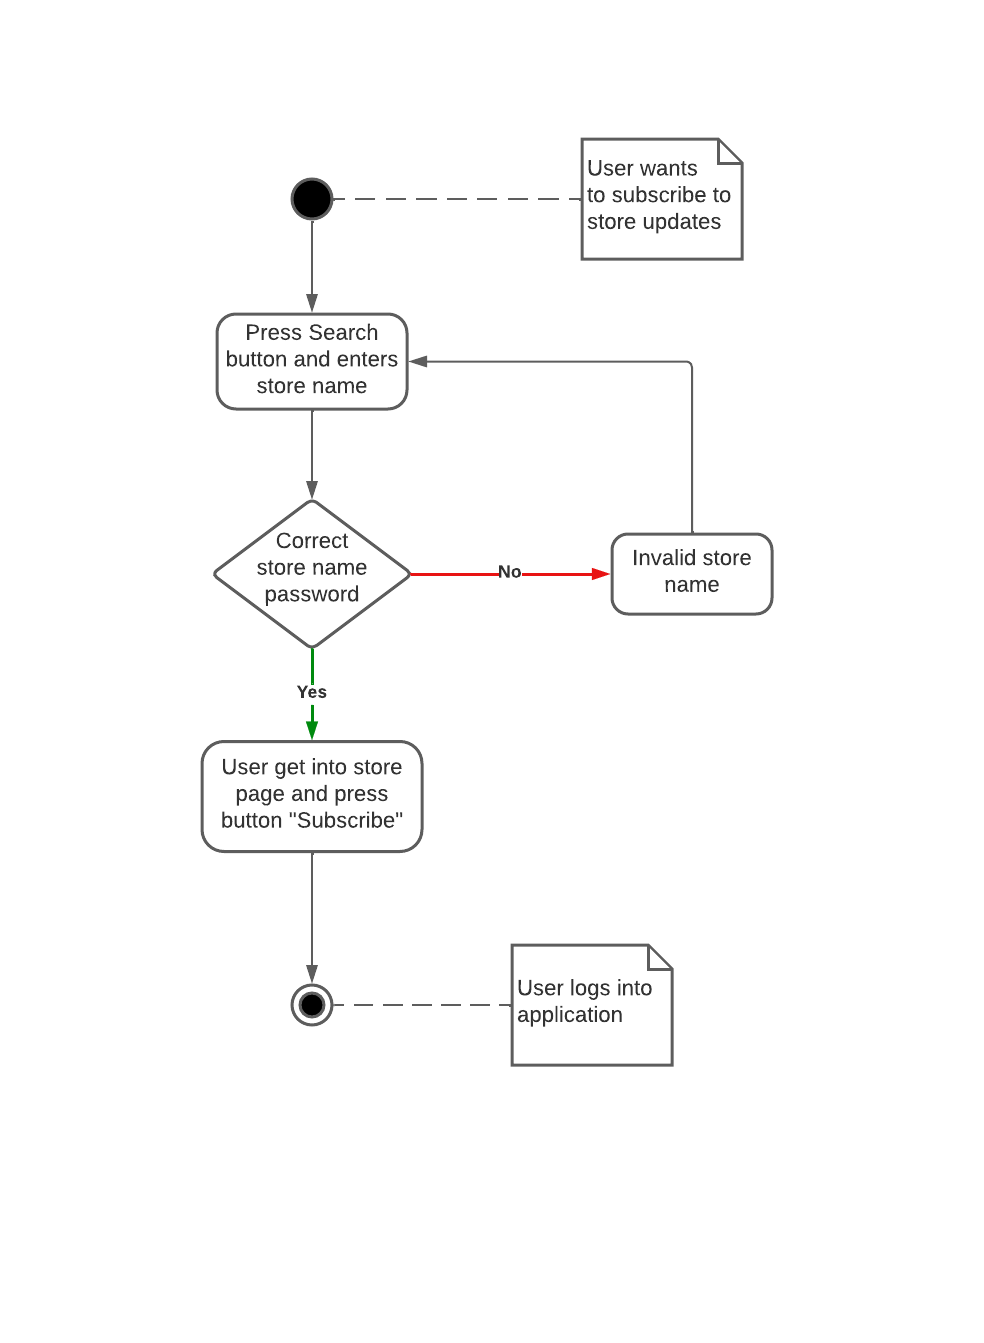 User wants
to subscribe to
store updates
Press Search
button and enters
store name
Correct
store name
password
No
Invalid store
name
Yes
User get into store
page and press
button "Subscribe"
User logs into
application